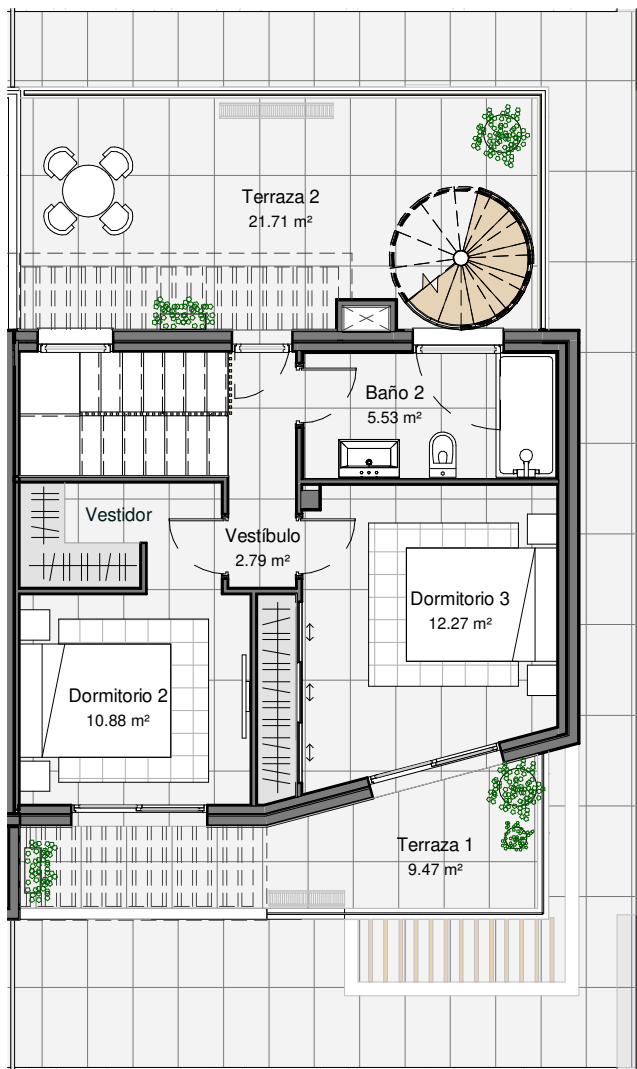 Terraza 2
21.71 m²
Baño 2
5.53 m²
Vestidor
Vestíbulo
2.79 m²
Dormitorio 3
12.27 m²
Dormitorio 2
10.88 m²
Terraza 1
9.47 m²